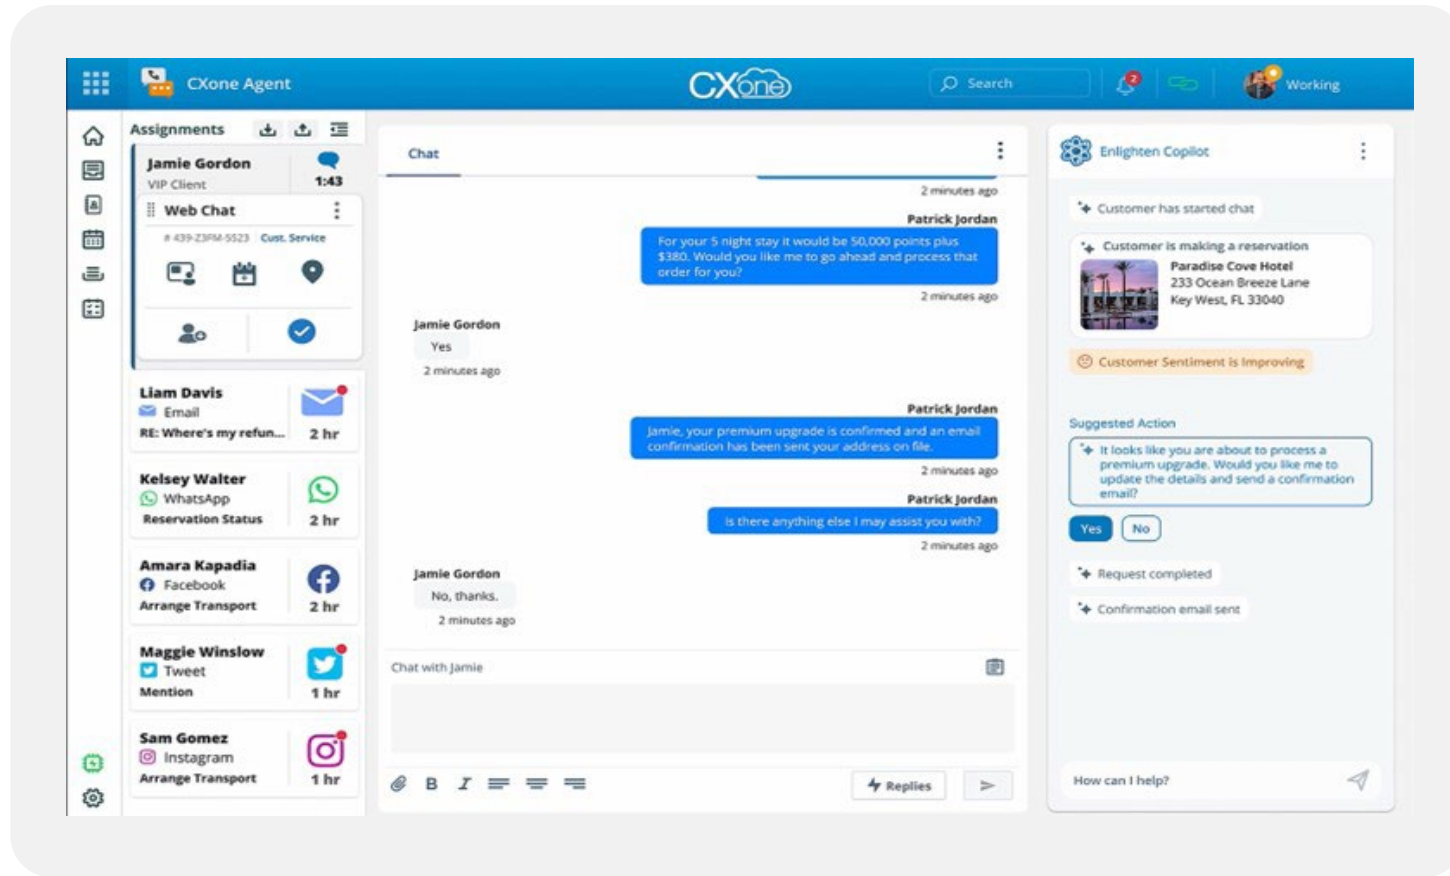 CXone Agent
CXone
Search
2
Working
Assignments
Jamie Gordon
VIP Client
1:43
Web Chat
# 439-Z3FM-5523 Cust. Service
Liam Davis
Email
RE: Where's my refun...
2 hr
Kelsey Walter
WhatsApp
Reservation Status
2 hr
Amara Kapadia
Facebook
Arrange Transport
2 hr
Maggie Winslow
Tweet
Mention
1 hr
Sam Gomez
Instagram
Arrange Transport
1 hr
Chat
2 minutes ago
Patrick Jordan
For your 5 night stay it would be 50,000 points plus
$380. Would you like me to go ahead and process that
order for you?
2 minutes ago
Jamie Gordon
Yes
2 minutes ago
Patrick Jordan
Jamie, your premium upgrade is confirmed and an email
confirmation has been sent your address on file.
2 minutes ago
Patrick Jordan
Is there anything else I may assist you with?
2 minutes ago
Jamie Gordon
No, thanks.
2 minutes ago
Chat with Jamie
B I
Replies
Enlighten Copilot
Customer has started chat
Customer is making a reservation
Paradise Cove Hotel
233 Ocean Breeze Lane
Key West, FL 33040
Customer Sentiment is Improving
Suggested Action
It looks like you are about to process a
premium upgrade. Would you like me to
update the details and send a confirmation
email?
Yes No
Request completed
Confirmation email sent
How can I help?